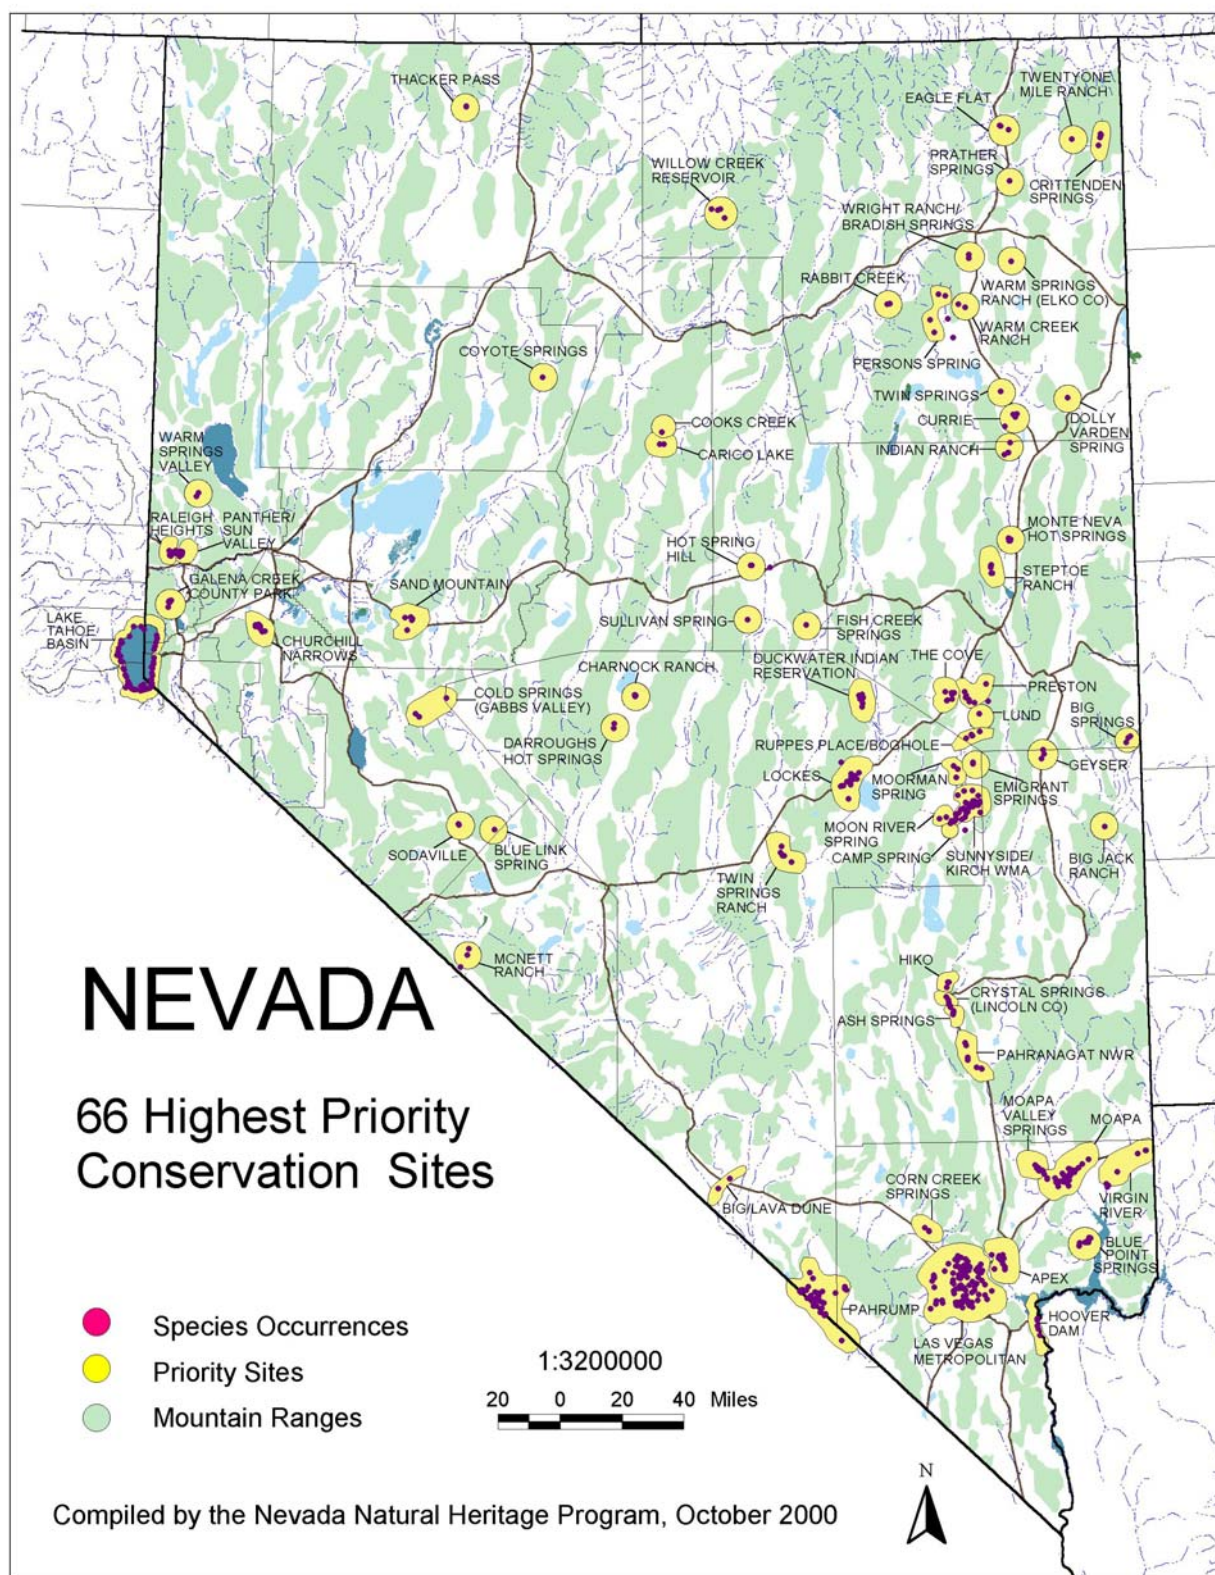 THACKER PASS
TWENTYONE
MILE RANCH
EAGLE FLAT
PRATHER
SPRINGS
CRITTENDEN
SPRINGS
WILLOW CREEK
RESERVOIR
WRIGHT RANCH/
BRADISH SPRINGS
RABBIT CREEK
WARM SPRINGS
RANCH (ELKO CO)
WARM CREEK
RANCH
PERSONS SPRING
COYOTE SPRINGS
TWIN SPRINGS
CURRIE
DOLLY
VARDEN
SPRING
INDIAN RANCH
COOKS CREEK
CARICO LAKE
WARM
SPRINGS
VALLEY
RALEIGH
HEIGHTS
PANTHER/
SUN
VALLEY
MONTE NEVA
HOT SPRINGS
HOT SPRING
HILL
STEPTOE
RANCH
GALENA CREEK
COUNTY PARK
SAND MOUNTAIN
LAKE
TAHOE
BASIN
CHURCHILL
NARROWS
SULLIVAN SPRING
FISH CREEK
SPRINGS
CHARNOCK RANCH
DUCKWATER INDIAN
RESERVATION
THE COVE
PRESTON
COLD SPRINGS
(GABBS VALLEY)
LUND
BIG
SPRINGS
DARROUGHS
HOT SPRINGS
RUPPES PLACE/BOGHOLE
GEYSER
LOCKES
MOORMAN
SPRING
EMIGRANT
SPRINGS
MOON RIVER
SPRING
CAMP SPRING
SUNNYSIDE/
KIRCH WMA
BIG JACK
RANCH
SODAVILLE
BLUE LINK
SPRING
TWIN
SPRINGS
RANCH
MCNETT
RANCH
HIKO
CRYSTAL SPRINGS
(LINCOLN CO)
ASH SPRINGS
PAHRANAGAT NWR
MOAPA
VALLEY
SPRINGS
MOAPA
CORN CREEK
SPRINGS
VIRGIN
RIVER
BIG/LAVA DUNE
BLUE
POINT
SPRINGS
APEX
PAHRUMP
HOOVER
DAM
LAS VEGAS
METROPOLITAN
NEVADA
66 Highest Priority
Conservation Sites
Species Occurrences
Priority Sites
Mountain Ranges
1:3200000
20 0 20 40 Miles
N
Compiled by the Nevada Natural Heritage Program, October 2000